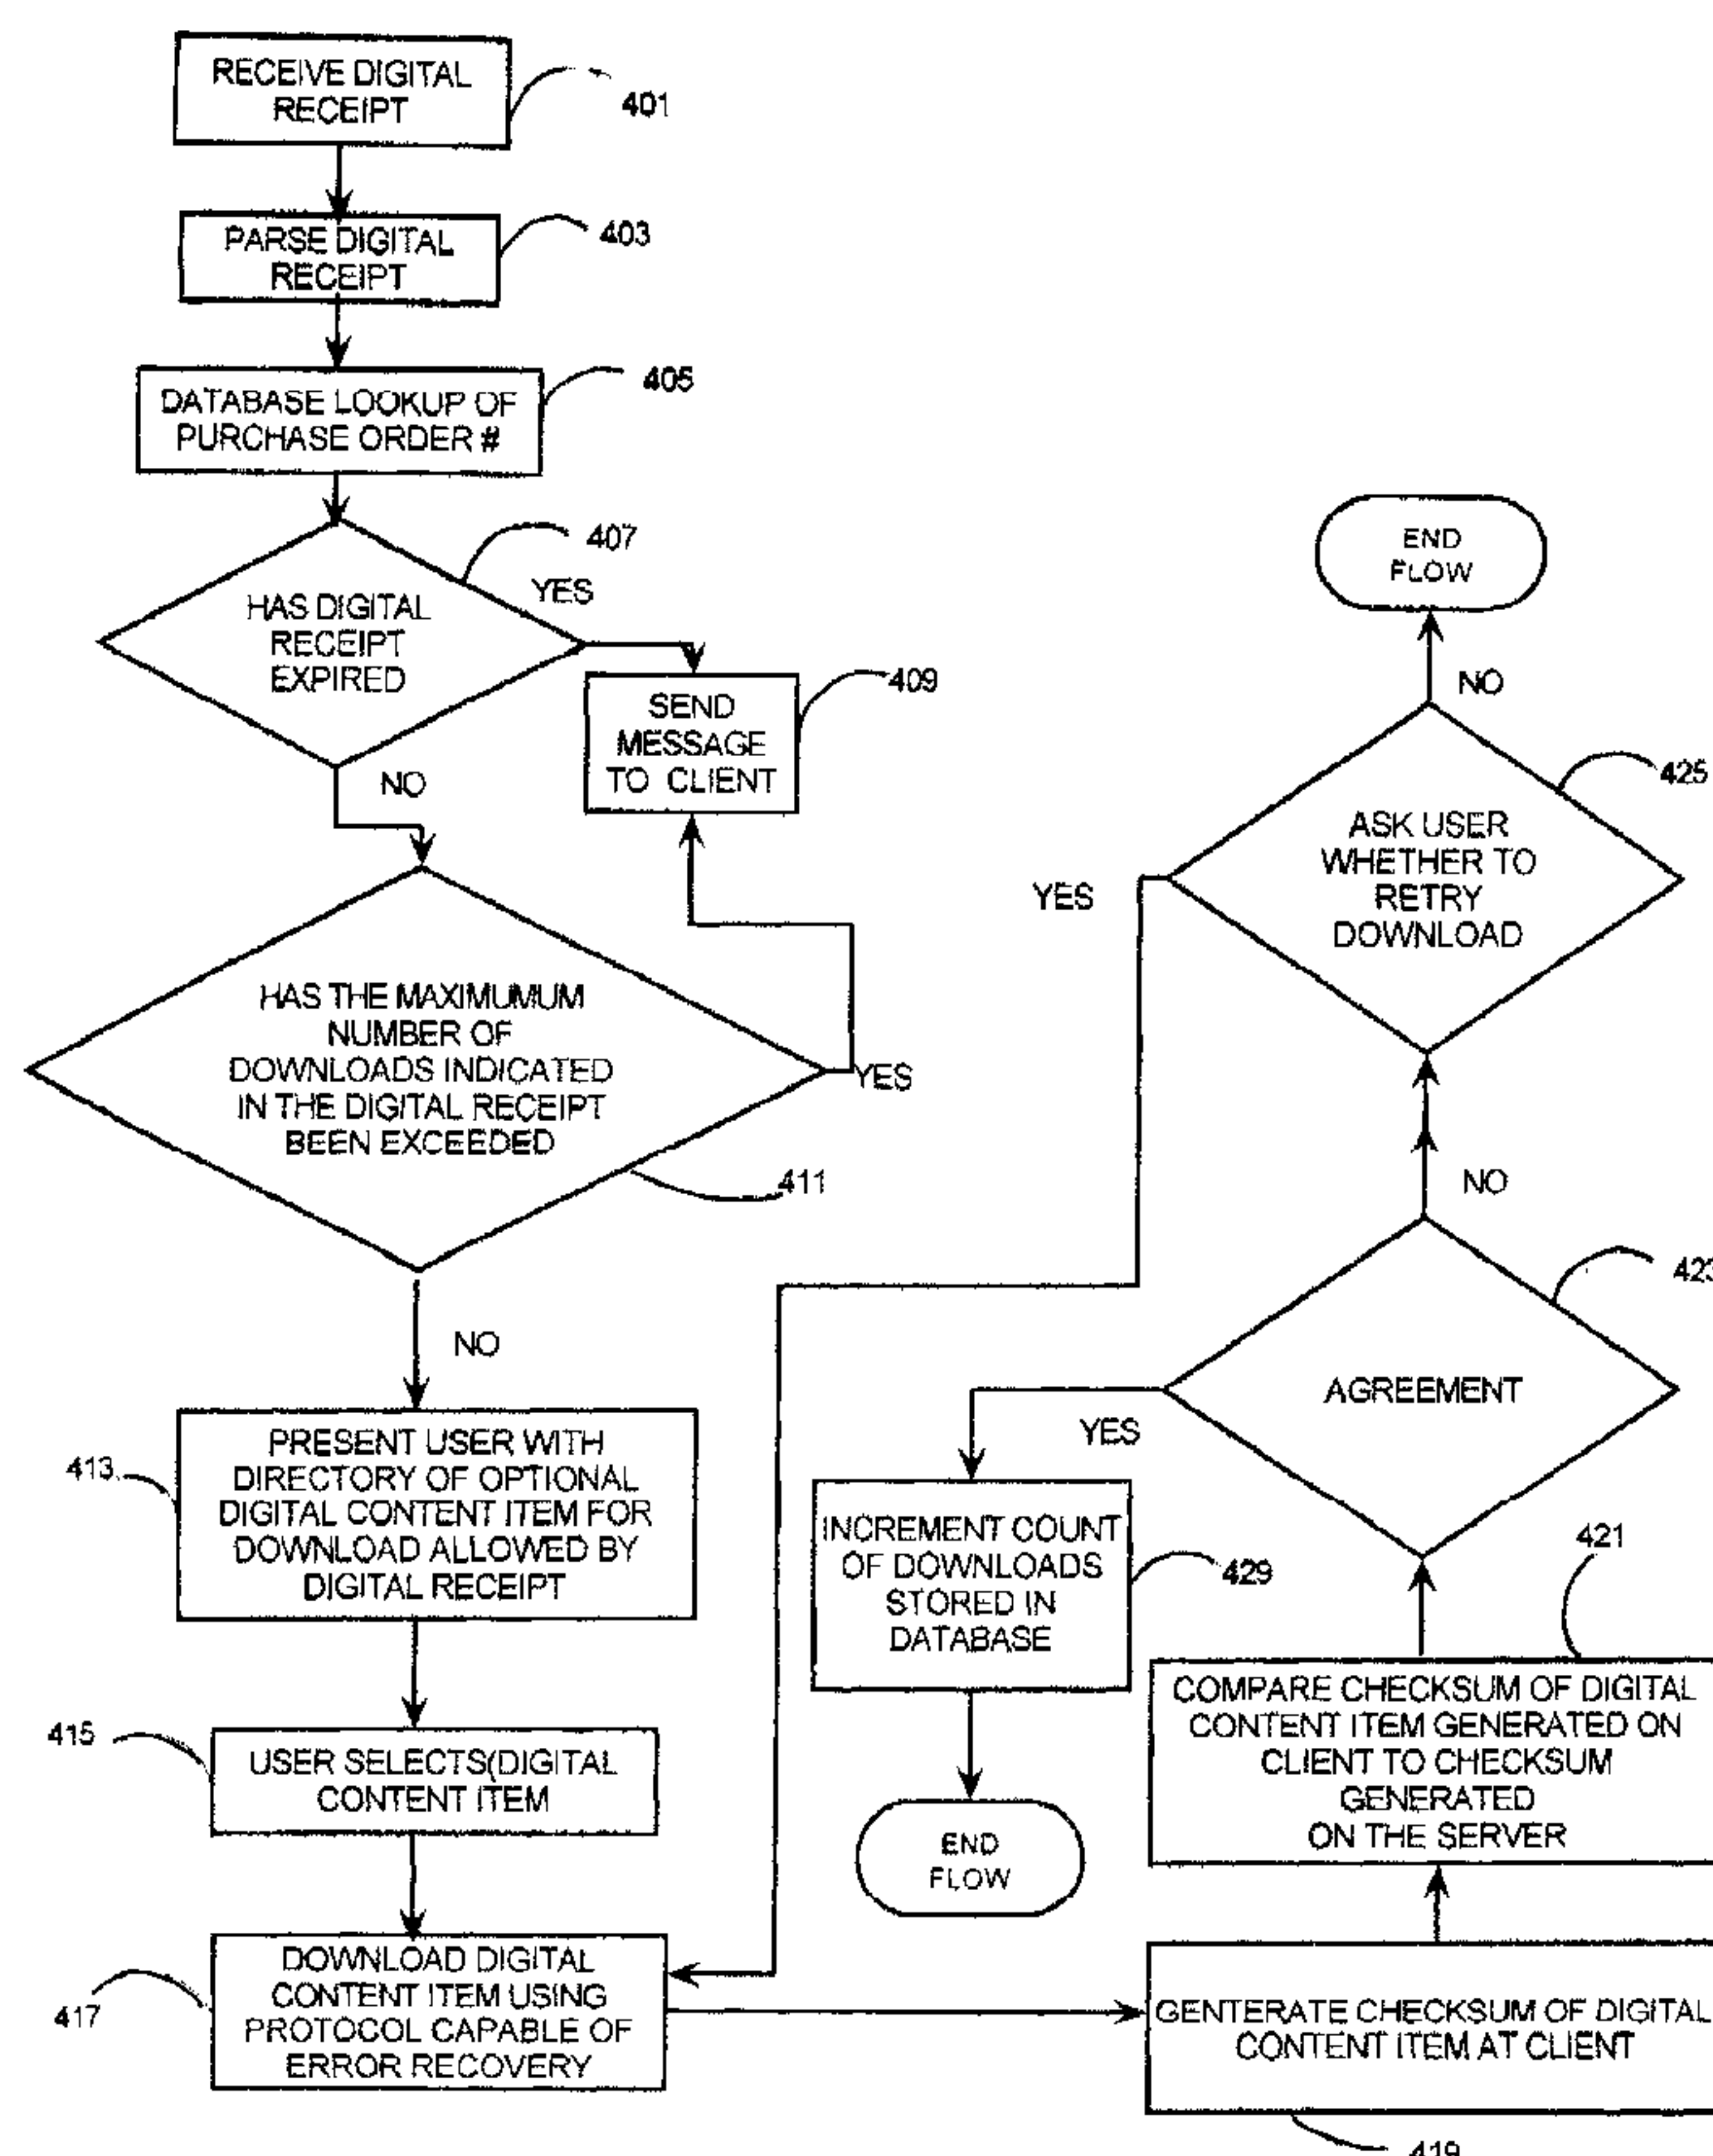 RECEIVE DIGITAL
RECEIPT
401
PARSE DIGITAL
RECEIPT
403
DATABASE LOOKUP OF
PURCHASE ORDER #
405
HAS DIGITAL
RECEIPT
EXPIRED
407
YES
NO
SEND
MESSAGE
TO CLIENT
409
HAS THE MAXIMUMUM
NUMBER OF
DOWNLOADS INDICATED
IN THE DIGITAL RECEIPT
BEEN EXCEEDED
YES
411
NO
PRESENT USER WITH
DIRECTORY OF OPTIONAL
DIGITAL CONTENT ITEM FOR
DOWNLOAD ALLOWED BY
DIGITAL RECEIPT
413
USER SELECTS(DIGITAL
CONTENT ITEM
415
DOWNLOAD DIGITAL
CONTENT ITEM USING
PROTOCOL CAPABLE OF
ERROR RECOVERY
417
GENTERATE CHECKSUM OF DIGITAL
CONTENT ITEM AT CLIENT
419
COMPARE CHECKSUM OF DIGITAL
CONTENT ITEM GENERATED ON
CLIENT TO CHECKSUM
GENERATED
ON THE SERVER
421
AGREEMENT
423
YES
NO
INCREMENT COUNT
OF DOWNLOADS
STORED IN
DATABASE
429
END
FLOW
ASK USER
WHETHER TO
RETRY
DOWNLOAD
425
YES
NO
END
FLOW